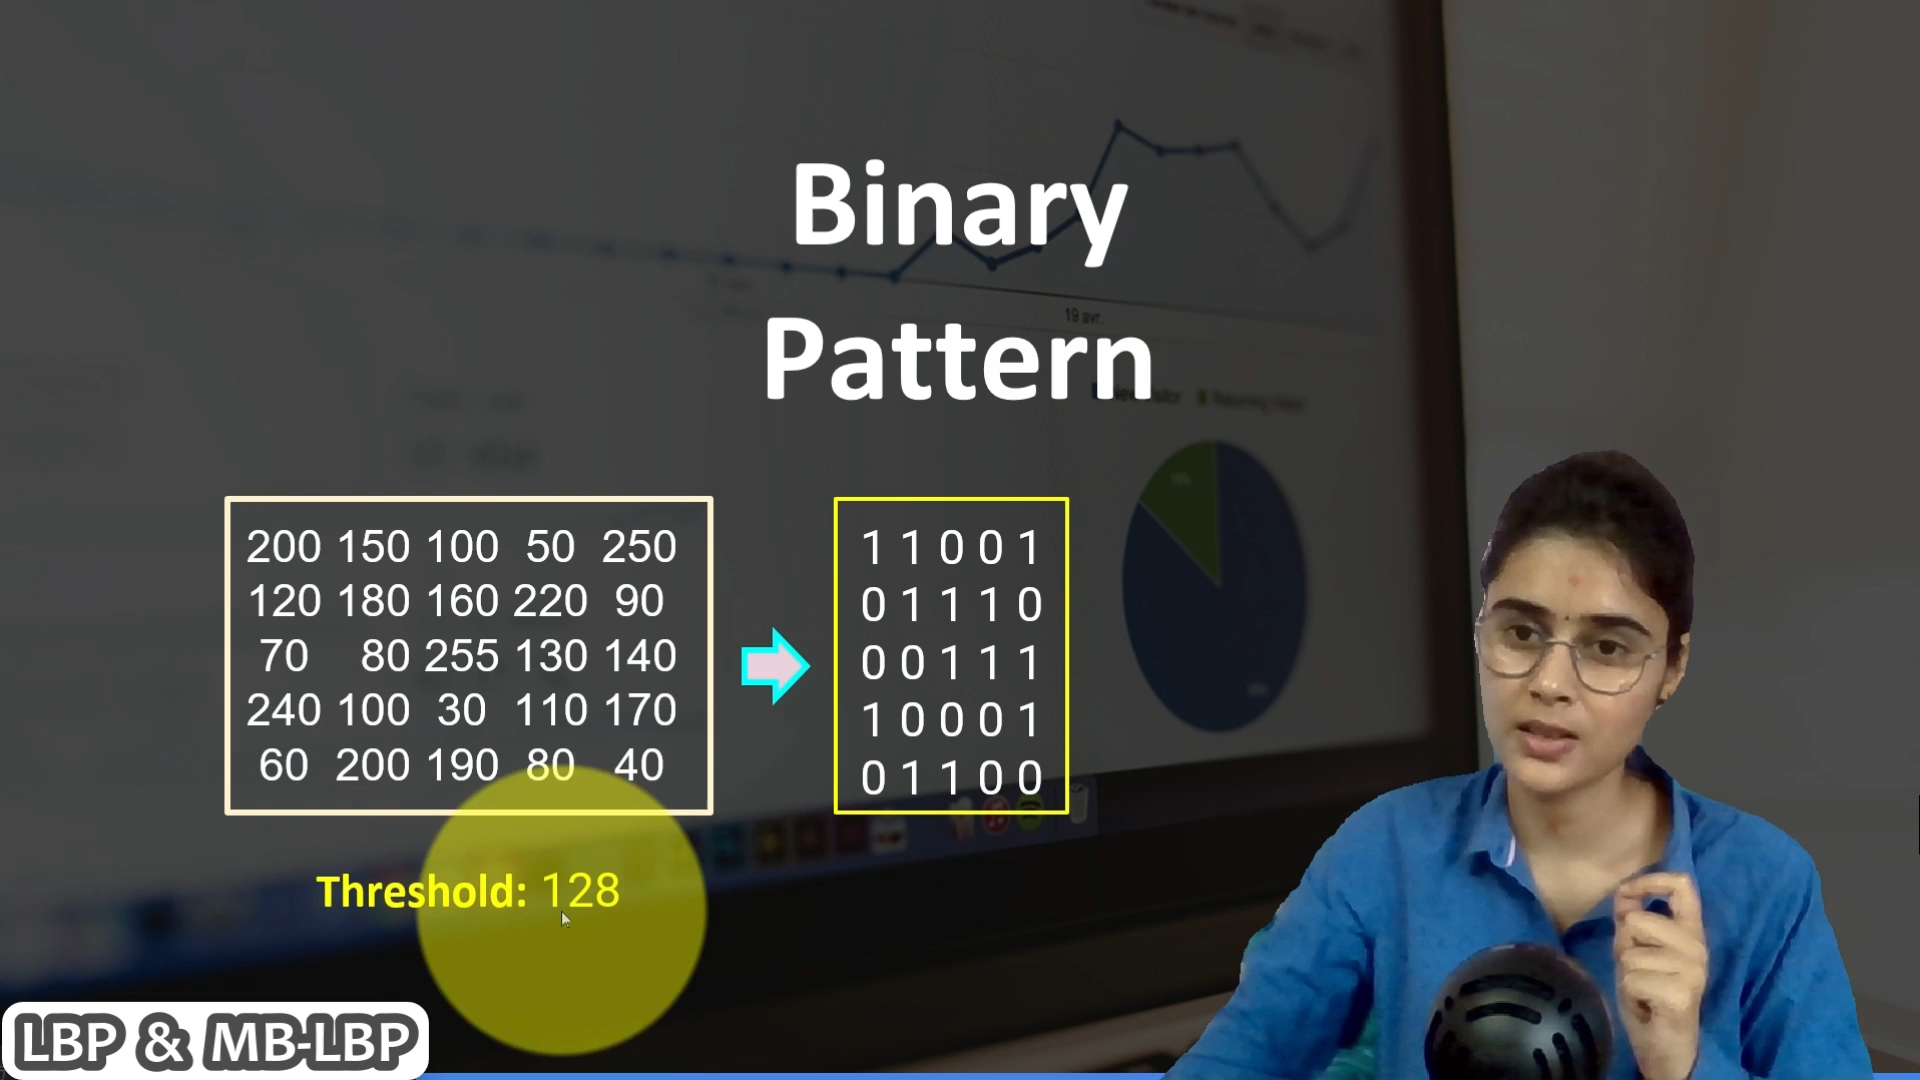 Binary
Pattern
19 avr.
200 150 100 50 250
120 180 160 220 90
70 80 255 130 140
240 100 30 110 170
60 200 190 80 40
1 1 0 0 1
0 1 1 1 0
0 0 1 1 1
1 0 0 0 1
0 1 1 0 0
Threshold: 128
LBP & MB-LBP